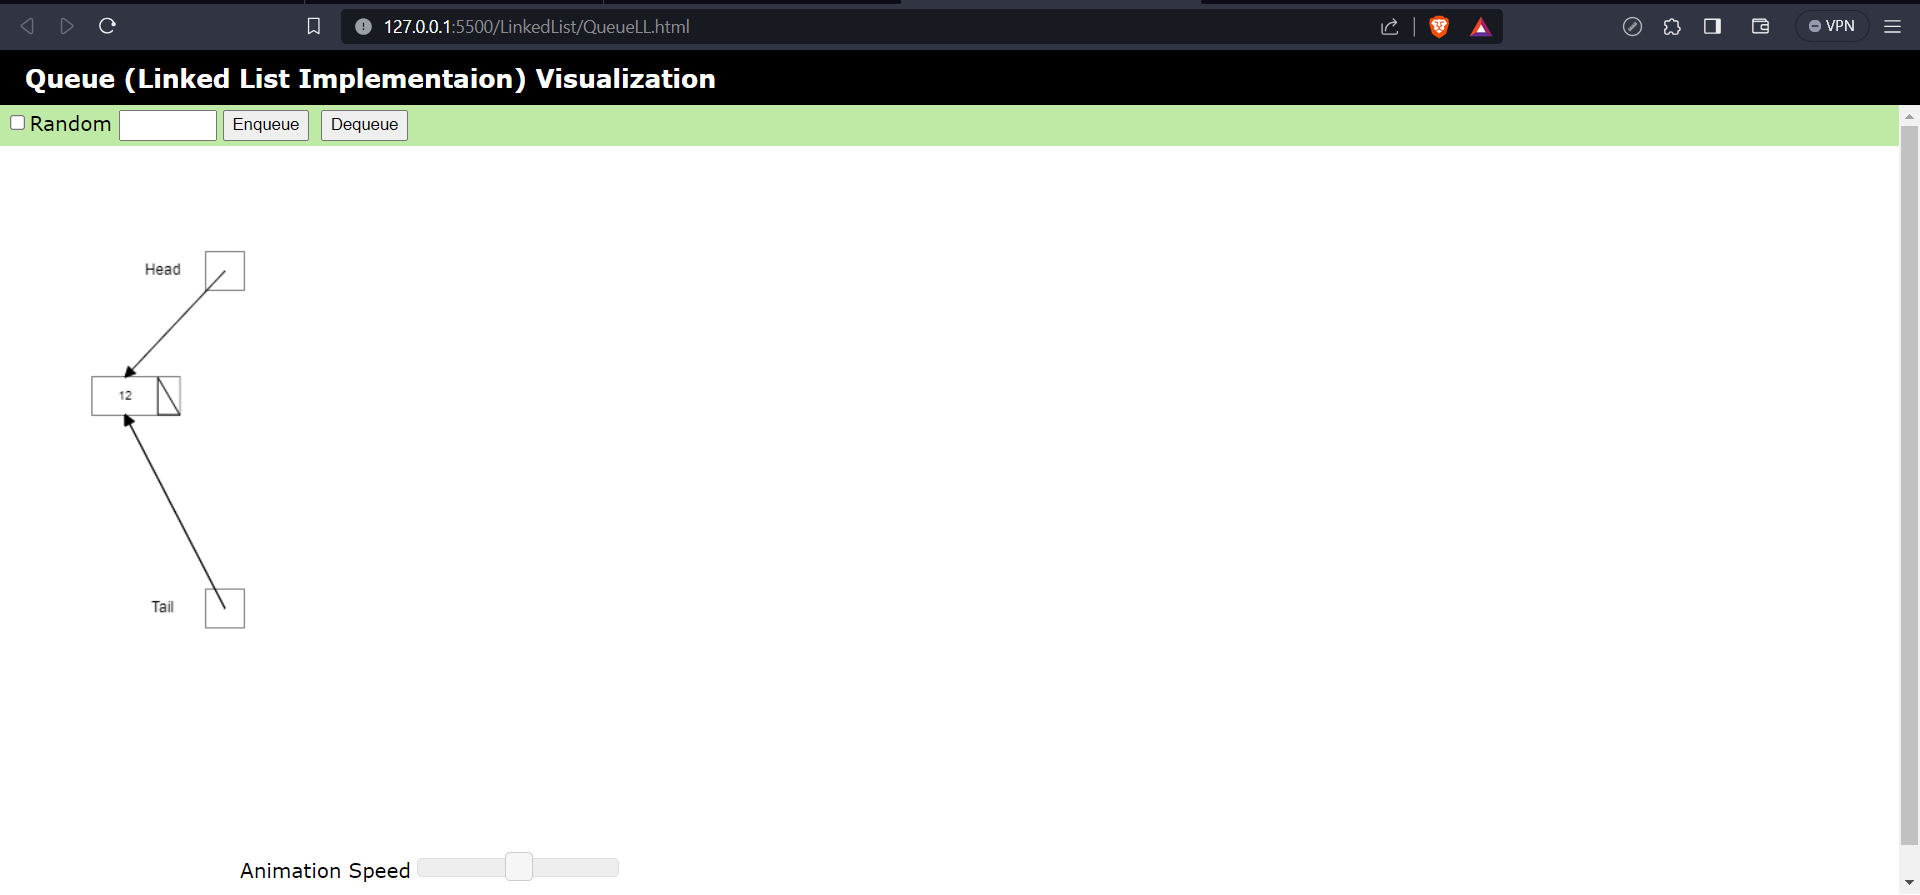 127.0.0.1:5500/LinkedList/QueueLL.html
VPN
Queue (Linked List Implementaion) Visualization
Random Enqueue Dequeue
Head
12
Tail
Animation Speed